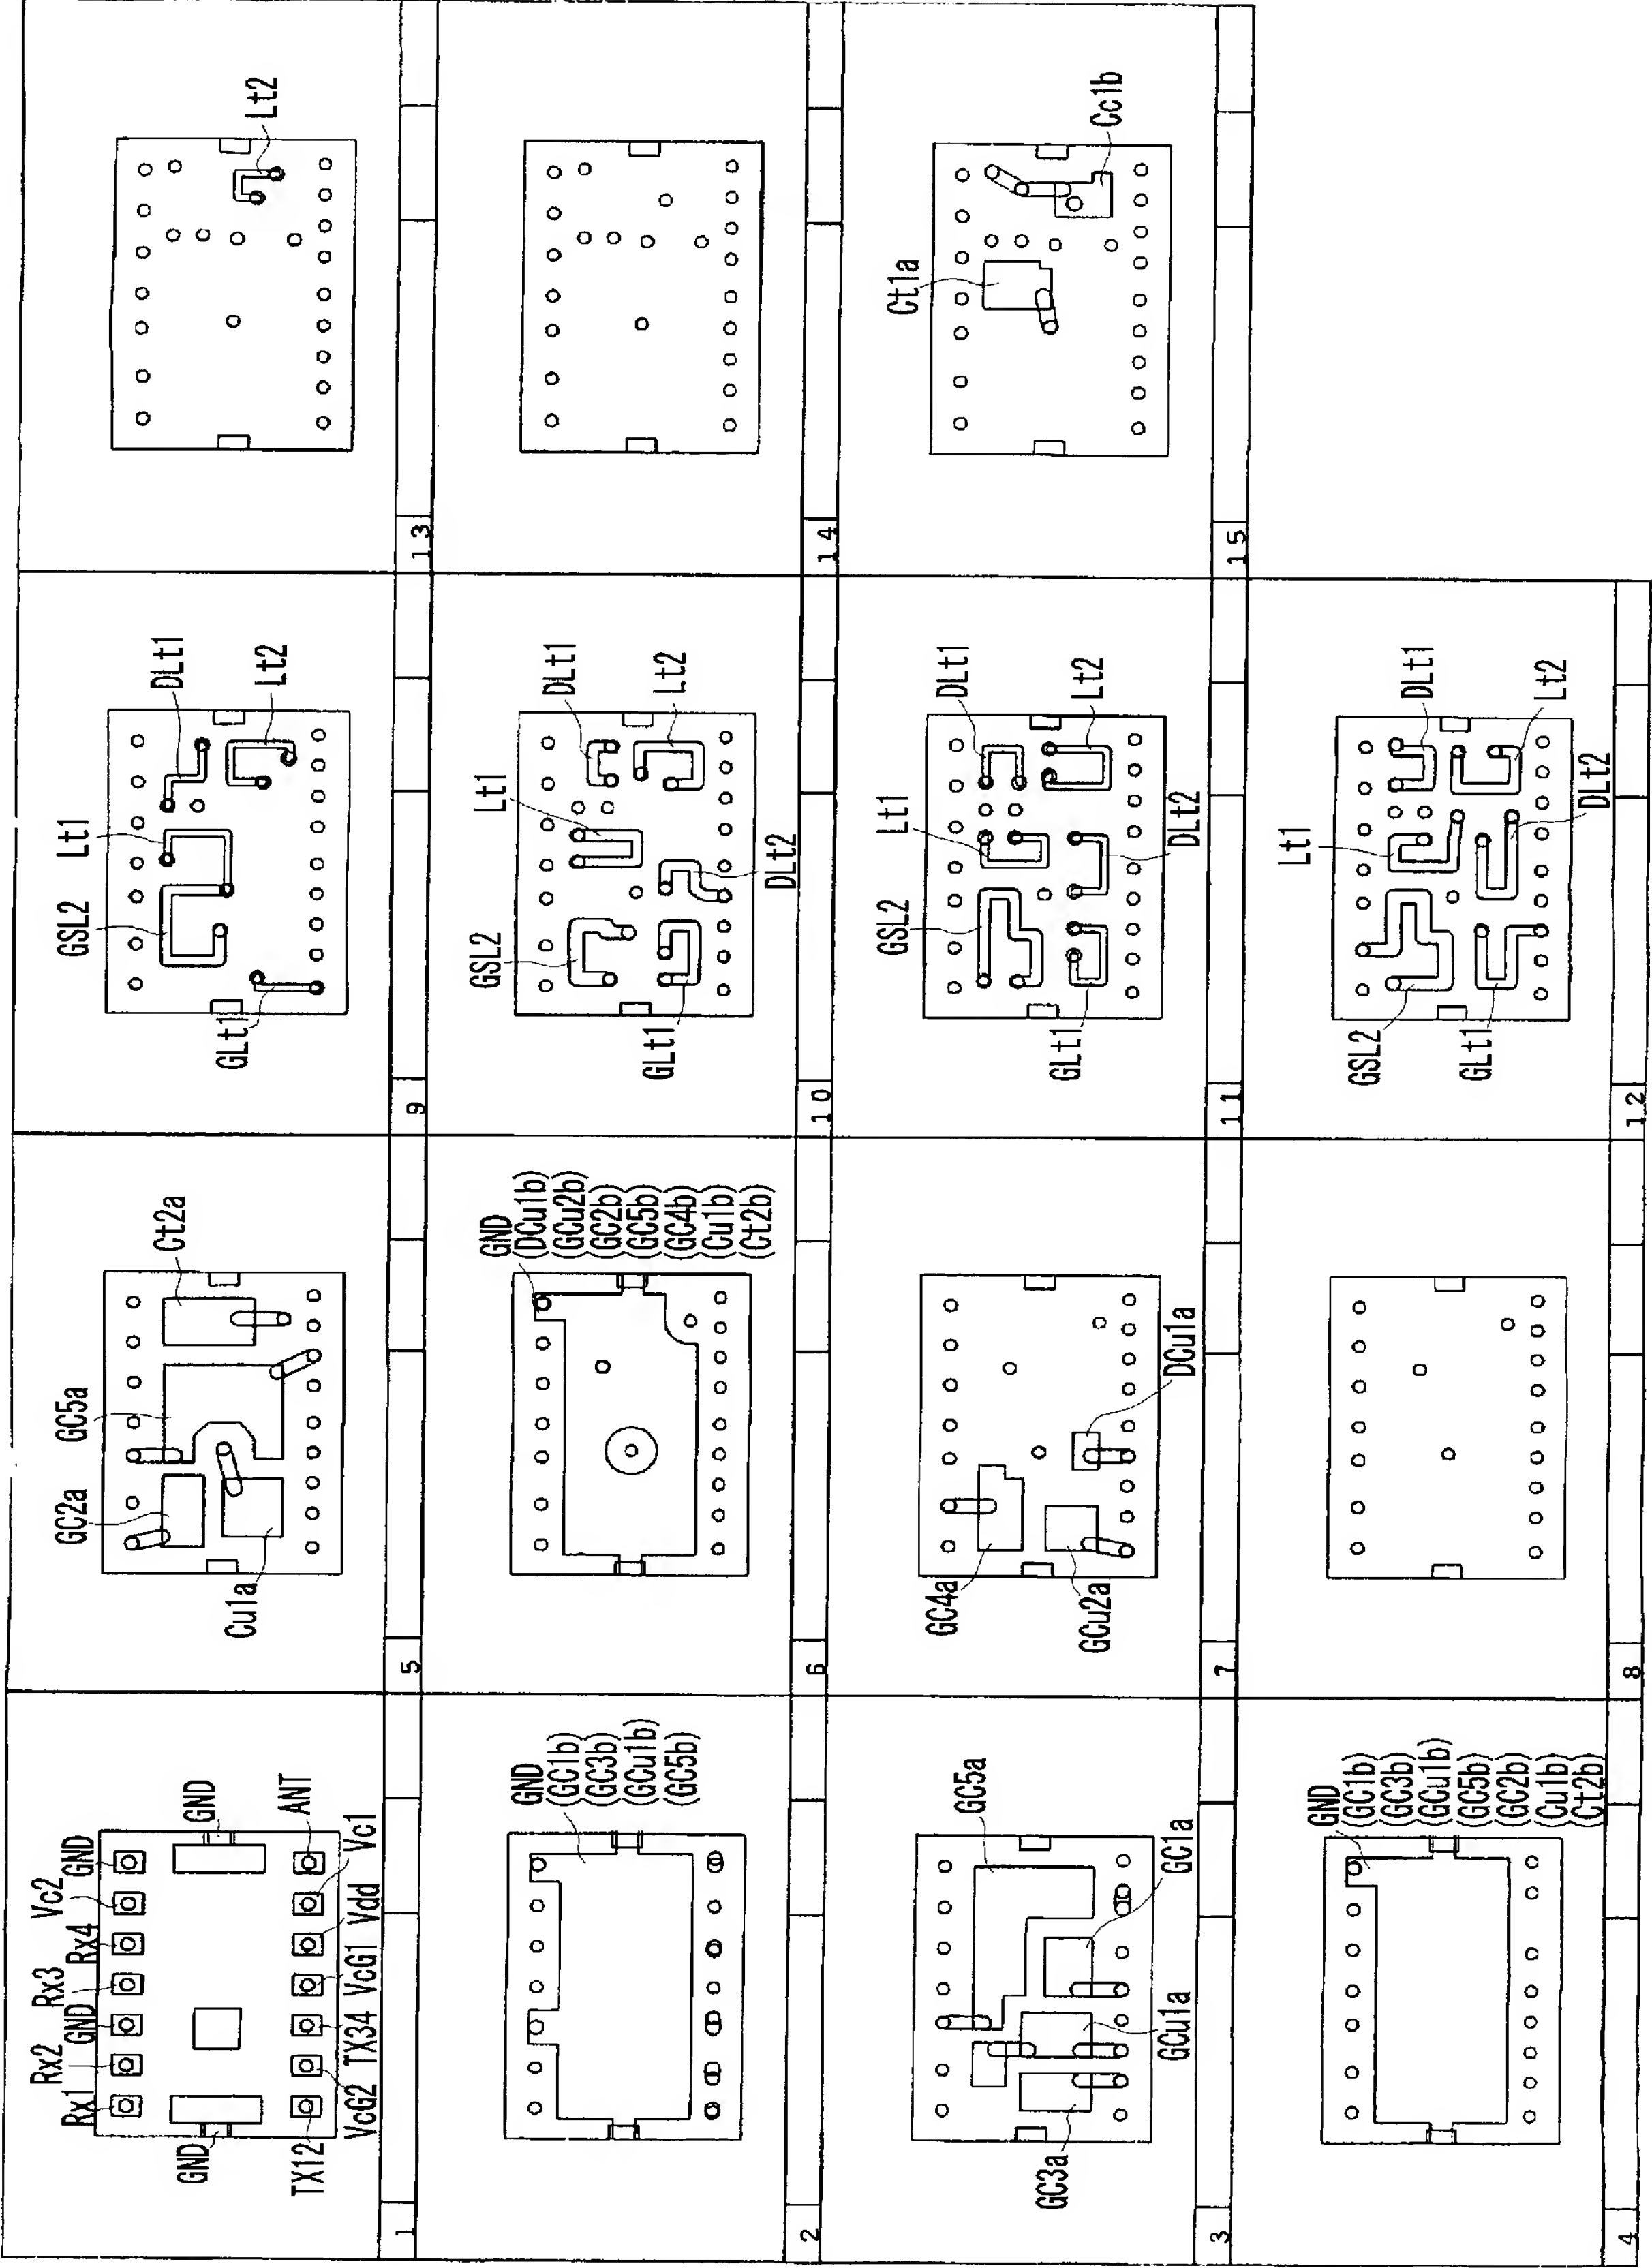 Rx1
Rx2
GND
Rx3
Rx4
Vc2
GND
GND
GND
TX12
VcG2
TX34
VcG1
Vdd
Vc1
ANT
1
GND
(GC1b)
(GC3b)
(GCu1b)
(GC5b)
2
GC5a
GC1a
GCu1a
GC3a
3
GND
(GC1b)
(GC3b)
(GCu1b)
(GC5b)
(GC2b)
(Cu1b)
(Ct2b)
4
GC2a
GC5a
Ct2a
Cu1a
5
GND
(DCu1b)
(GCu2b)
(GC2b)
(GC5b)
(GC4b)
(Cu1b)
(Ct2b)
6
GC4a
GCu2a
DCu1a
7
8
GSL2
Lt1
DLt1
Lt2
GLt1
9
GSL2
Lt1
DLt1
Lt2
GLt1
DLt2
10
GSL2
Lt1
DLt1
Lt2
GLt1
DLt2
11
GSL2
Lt1
DLt1
Lt2
GLt1
DLt2
12
Lt2
13
14
Ct1a
Cc1b
15